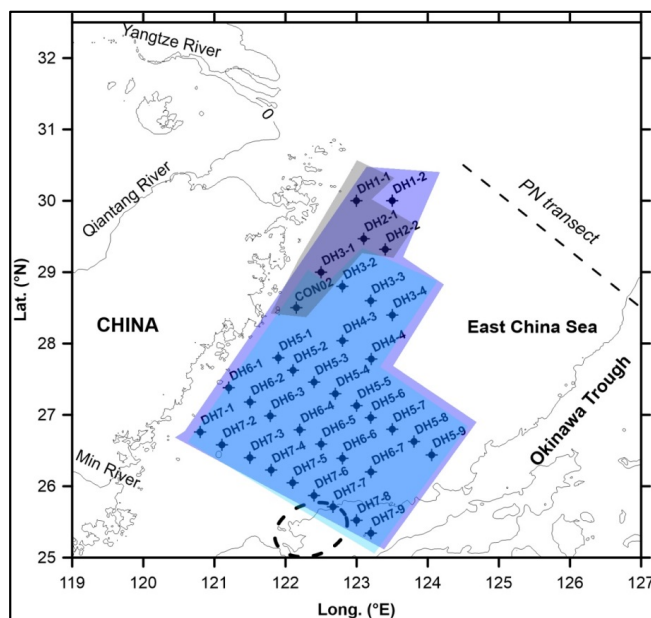 Yangtze River
0
Qiantang River
PN transect
DH1-1
DH1-2
DH2-1
DH2-2
DH3-1
DH3-2
CON02
DH3-3
DH3-4
CHINA
East China Sea
DH4-3
DH4-4
DH5-1
DH5-2
DH5-3
DH5-4
DH5-5
DH5-6
DH5-7
DH5-8
DH5-9
DH6-1
DH6-2
DH6-3
DH6-4
DH6-5
DH6-6
DH6-7
DH7-1
DH7-2
DH7-3
DH7-4
DH7-5
DH7-6
DH7-7
DH7-8
DH7-9
Min River
Okinawa Trough
Lat. (°N)
32
31
30
29
28
27
26
25
119 120 121 122 123 124 125 126 127
Long. (°E)